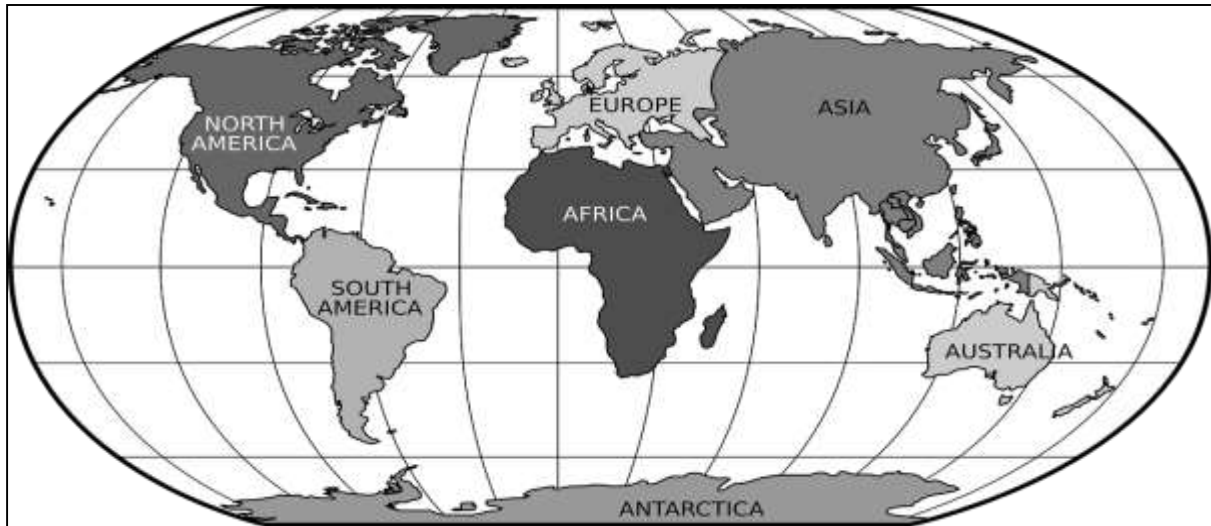 EUROPE
ASIA
NORTH
AMERICA
AFRICA
SOUTH
AMERICA
AUSTRALIA
ANTARCTICA